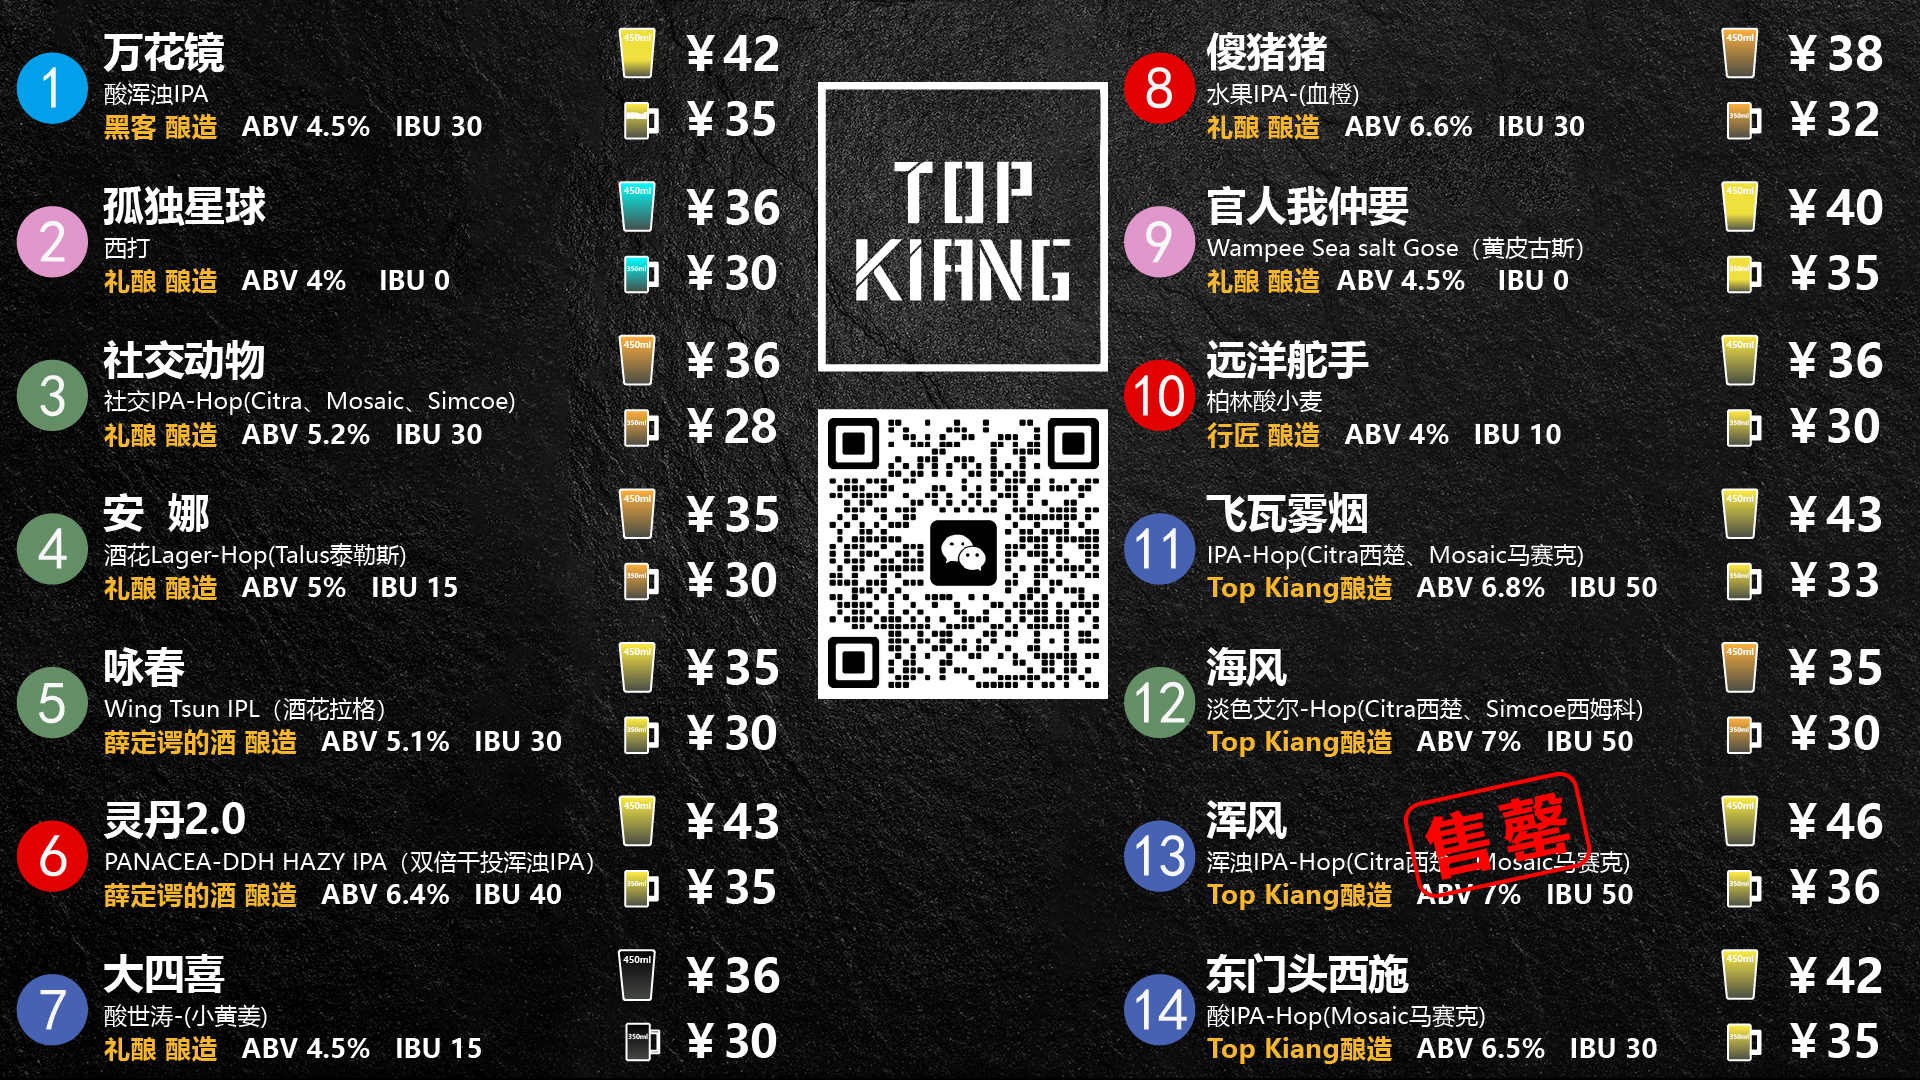 1
万花镜
酸浑浊IPA
黑客 酿造 ABV 4.5% IBU 30
450ml
¥42
¥35
2
孤独星球
西打
礼酿 酿造 ABV 4% IBU 0
450ml
¥36
350ml
¥30
3
社交动物
社交IPA-Hop(Citra、Mosaic、Simcoe)
礼酿 酿造 ABV 5.2% IBU 30
450ml
¥36
350ml
¥28
4
安 娜
酒花Lager-Hop(Talus泰勒斯)
礼酿 酿造 ABV 5% IBU 15
450ml
¥35
350ml
¥30
5
咏春
Wing Tsun IPL（酒花拉格）
薛定谔的酒 酿造 ABV 5.1% IBU 30
450ml
¥35
350ml
¥30
6
灵丹2.0
PANACEA-DDH HAZY IPA（双倍干投浑浊IPA）
薛定谔的酒 酿造 ABV 6.4% IBU 40
450ml
¥43
350ml
¥35
7
大四喜
酸世涛-(小黄姜)
礼酿 酿造 ABV 4.5% IBU 15
450ml
¥36
350ml
¥30
TOP
KIANG
8
傻猪猪
水果IPA-(血橙)
礼酿 酿造 ABV 6.6% IBU 30
450ml
¥38
350ml
¥32
9
官人我仲要
Wampee Sea salt Gose（黄皮古斯）
礼酿 酿造 ABV 4.5% IBU 0
450ml
¥40
350ml
¥35
10
远洋舵手
柏林酸小麦
行匠 酿造 ABV 4% IBU 10
450ml
¥36
350ml
¥30
11
飞瓦雾烟
IPA-Hop(Citra西楚、Mosaic马赛克)
Top Kiang酿造 ABV 6.8% IBU 50
450ml
¥43
350ml
¥33
12
海风
淡色艾尔-Hop(Citra西楚、Simcoe西姆科)
Top Kiang酿造 ABV 7% IBU 50
450ml
¥35
350ml
¥30
13
浑风
浑浊IPA-Hop(Citra西楚、Mosaic马赛克)
Top Kiang酿造 ABV 7% IBU 50
售罄
450ml
¥46
350ml
¥36
14
东门头西施
酸IPA-Hop(Mosaic马赛克)
Top Kiang酿造 ABV 6.5% IBU 30
450ml
¥42
350ml
¥35